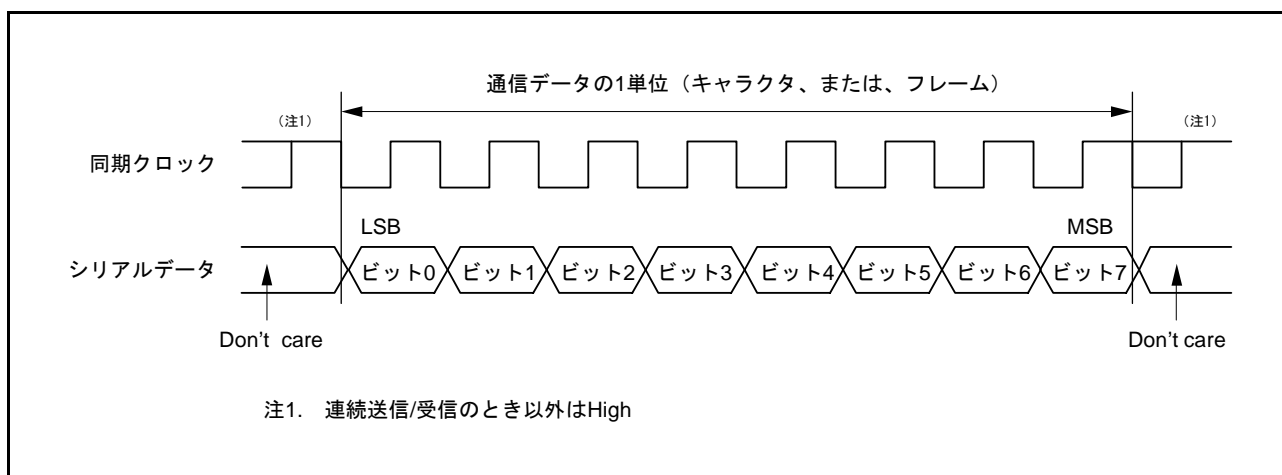 通信データの1単位（キャラクタ、または、フレーム）
（注1）
（注1）
同期クロック
LSB
MSB
シリアルデータ
ビット0
ビット1
ビット2
ビット3
ビット4
ビット5
ビット6
ビット7
Don't care
Don't care
注1. 連続送信/受信のとき以外はHigh